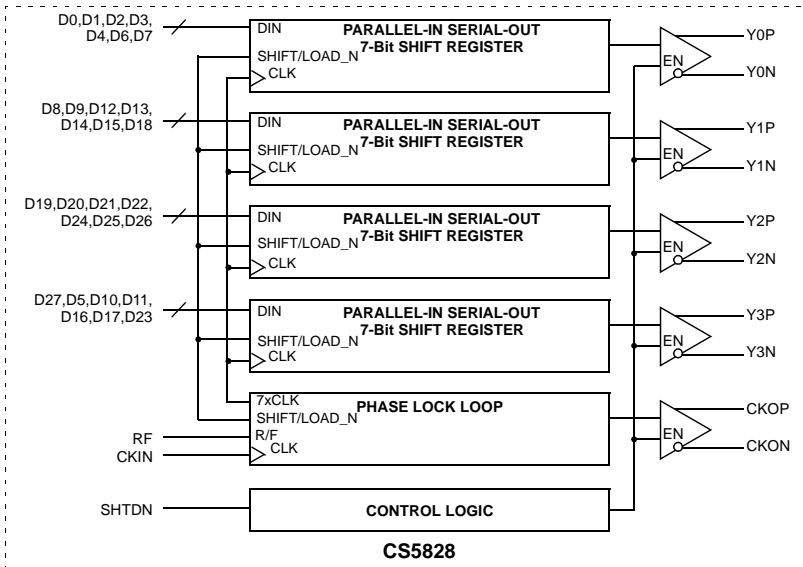 D0,D1,D2,D3,
D4,D6,D7
DIN
PARALLEL-IN SERIAL-OUT
7-Bit SHIFT REGISTER
SHIFT/LOAD_N
CLK
EN
Y0P
Y0N
D8,D9,D12,D13,
D14,D15,D18
DIN
PARALLEL-IN SERIAL-OUT
7-Bit SHIFT REGISTER
SHIFT/LOAD_N
CLK
EN
Y1P
Y1N
D19,D20,D21,D22,
D24,D25,D26
DIN
PARALLEL-IN SERIAL-OUT
7-Bit SHIFT REGISTER
SHIFT/LOAD_N
CLK
EN
Y2P
Y2N
D27,D5,D10,D11,
D16,D17,D23
DIN
PARALLEL-IN SERIAL-OUT
7-Bit SHIFT REGISTER
SHIFT/LOAD_N
CLK
EN
Y3P
Y3N
7xCLK
PHASE LOCK LOOP
SHIFT/LOAD_N
RF
R/F
CKIN
CLK
EN
CKOP
CKON
SHTDN
CONTROL LOGIC
CS5828